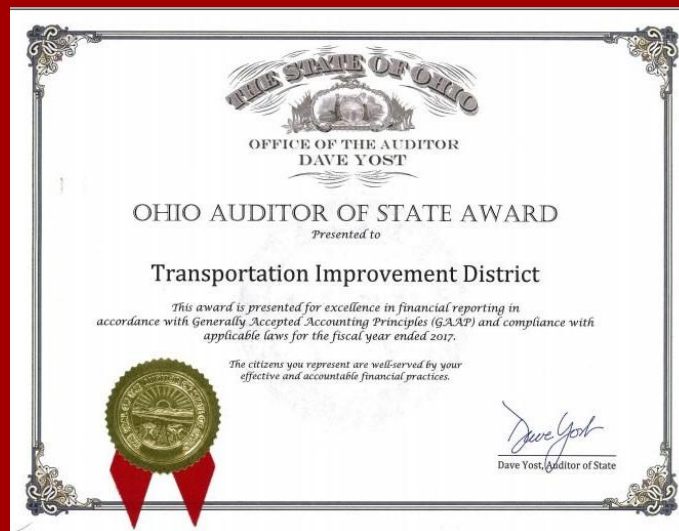 THE STATE OF OHIO
OFFICE OF THE AUDITOR
DAVE YOST
OHIO AUDITOR OF STATE AWARD
Presented to
Transportation Improvement District
This award is presented for excellence in financial reporting in
accordance with Generally Accepted Accounting Principles (GAAP) and compliance with
applicable laws for the fiscal year ended 2017.
The citizens you represent are well-served by your
effective and accountable financial practices.
Dave Yost
Dave Yost, Auditor of State